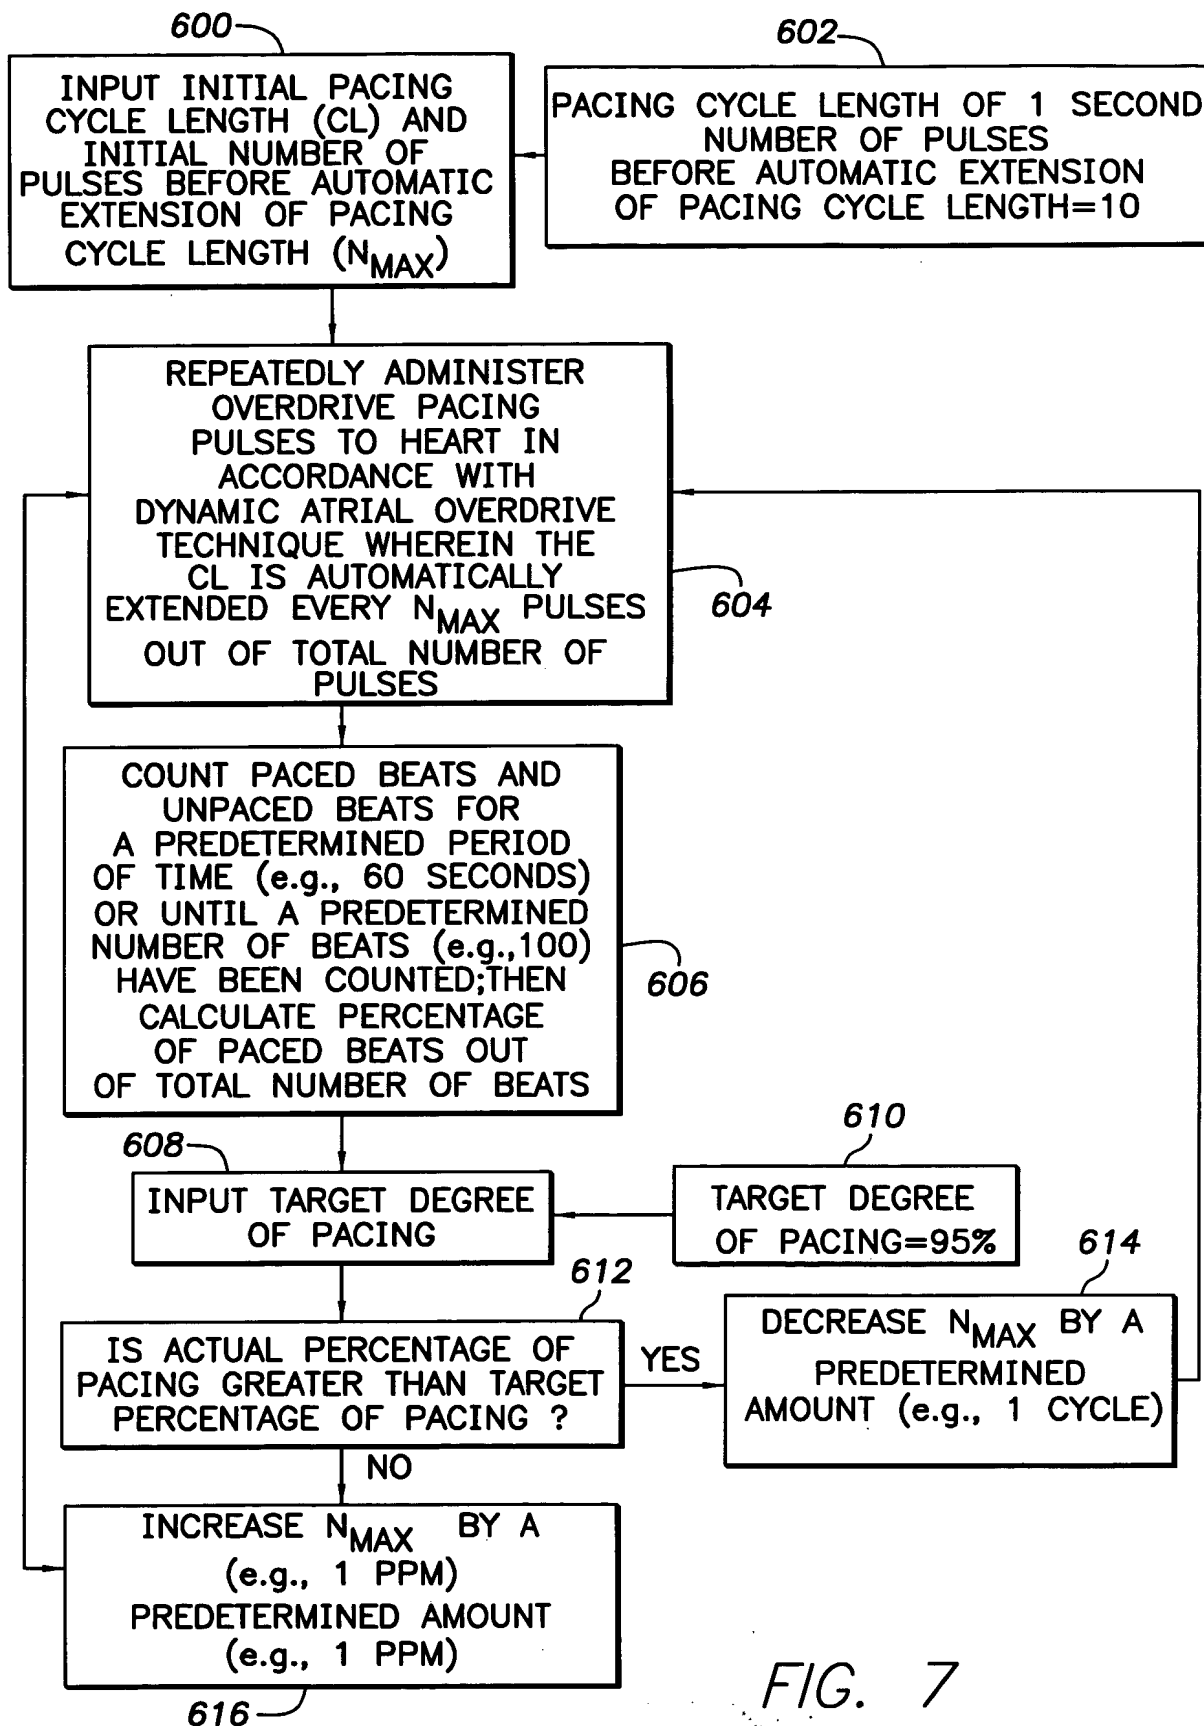 600
INPUT INITIAL PACING
CYCLE LENGTH (CL) AND
INITIAL NUMBER OF
PULSES BEFORE AUTOMATIC
EXTENSION OF PACING
CYCLE LENGTH (NMAX)
602
PACING CYCLE LENGTH OF 1 SECOND
NUMBER OF PULSES
BEFORE AUTOMATIC EXTENSION
OF PACING CYCLE LENGTH=10
REPEATEDLY ADMINISTER
OVERDRIVE PACING
PULSES TO HEART IN
ACCORDANCE WITH
DYNAMIC ATRIAL OVERDRIVE
TECHNIQUE WHEREIN THE
CL IS AUTOMATICALLY
EXTENDED EVERY NMAX PULSES
OUT OF TOTAL NUMBER OF
PULSES
604
COUNT PACED BEATS AND
UNPACED BEATS FOR
A PREDETERMINED PERIOD
OF TIME (e.g., 60 SECONDS)
OR UNTIL A PREDETERMINED
NUMBER OF BEATS (e.g.,100)
HAVE BEEN COUNTED;THEN
CALCULATE PERCENTAGE
OF PACED BEATS OUT
OF TOTAL NUMBER OF BEATS
606
608
INPUT TARGET DEGREE
OF PACING
610
TARGET DEGREE
OF PACING=95%
612
IS ACTUAL PERCENTAGE OF
PACING GREATER THAN TARGET
PERCENTAGE OF PACING ?
YES
614
DECREASE NMAX BY A
PREDETERMINED
AMOUNT (e.g., 1 CYCLE)
NO
INCREASE NMAX BY A
(e.g., 1 PPM)
PREDETERMINED AMOUNT
(e.g., 1 PPM)
616
FIG. 7